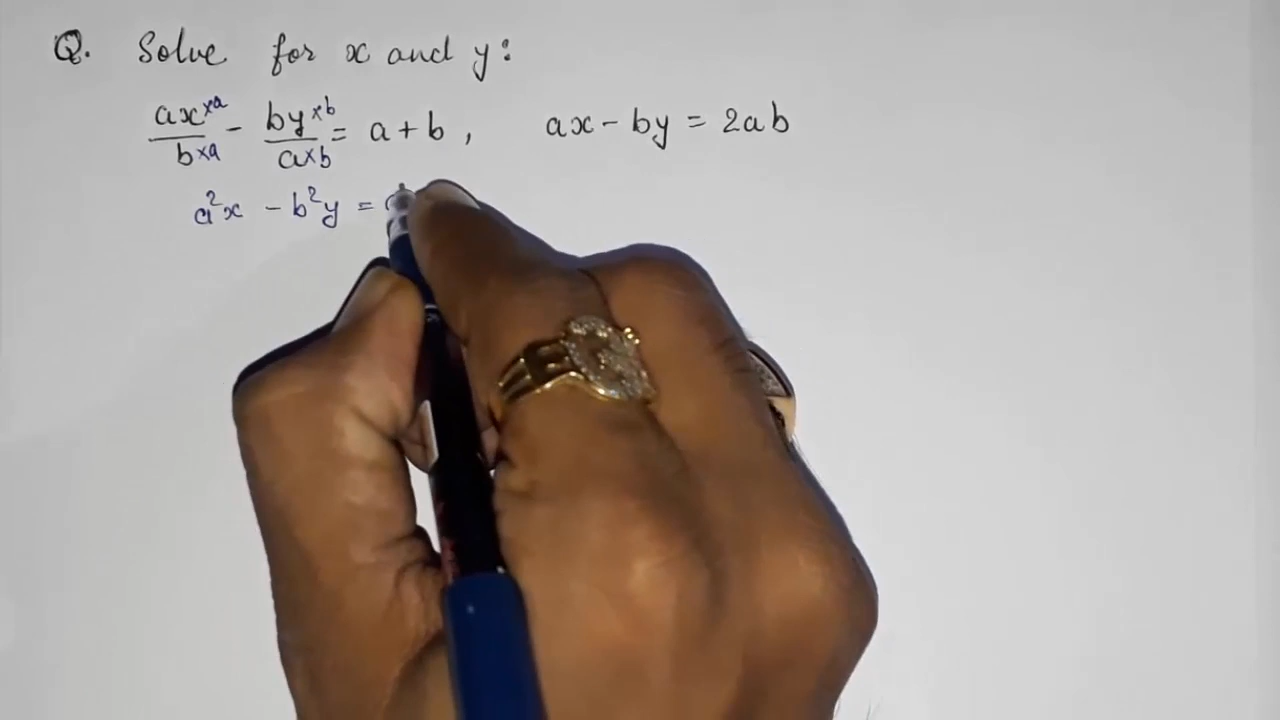 Q. Solve for x and y:
ax×a/b×a - by×b/a×b = a + b, ax - by = 2ab
a²x - b²y =